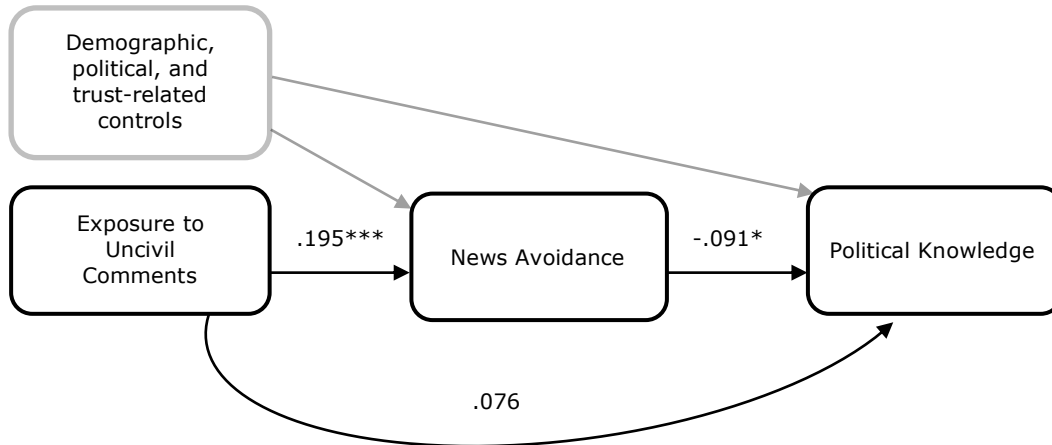 Demographic,
political, and
trust-related
controls
Exposure to
Uncivil
Comments
.195***
News Avoidance
-.091*
Political Knowledge
.076